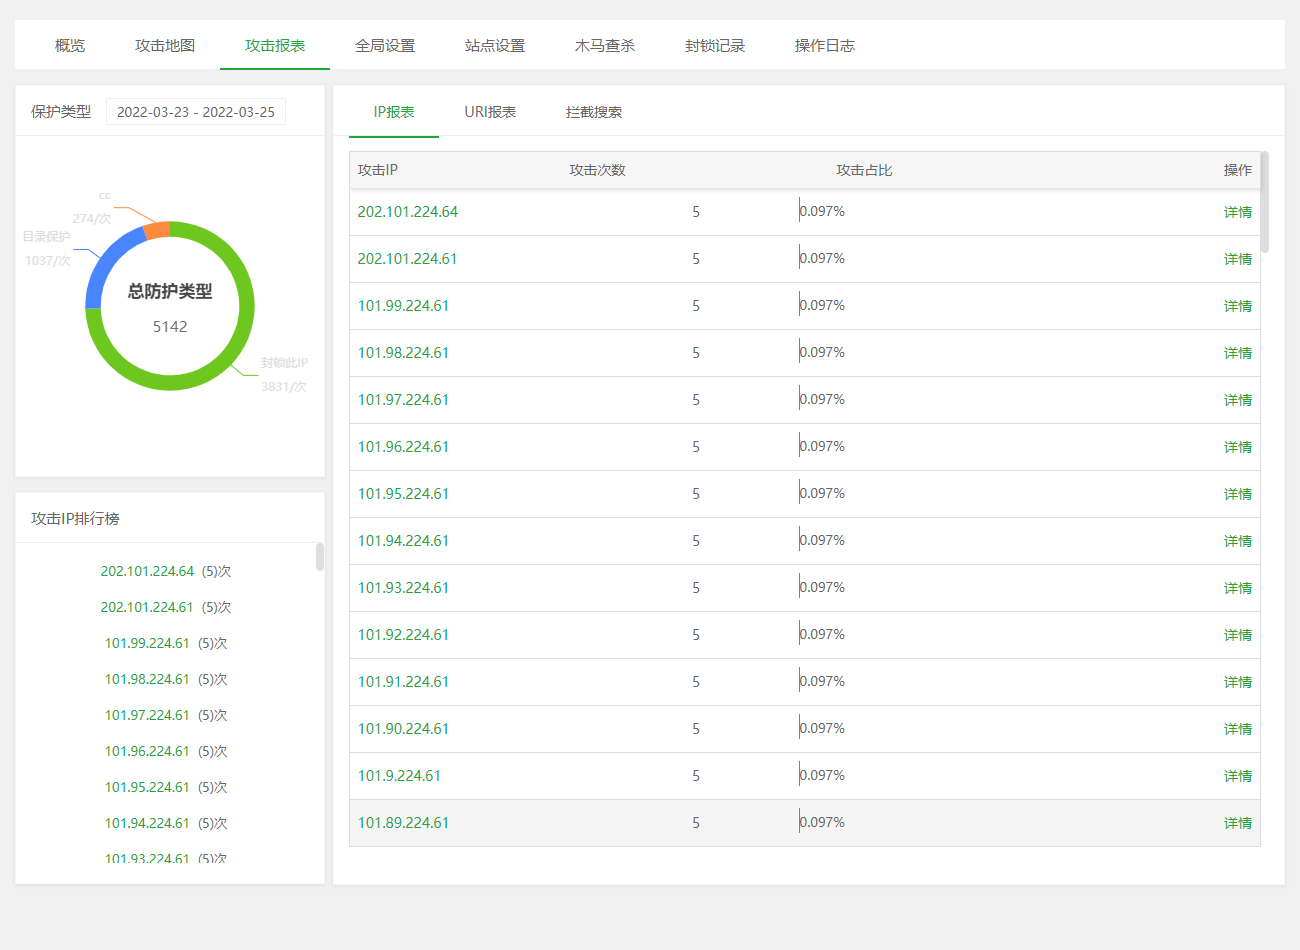 概览 攻击地图 攻击报表 全局设置 站点设置 木马查杀 封锁记录 操作日志
保护类型 2022-03-23 - 2022-03-25
cc
274/次
目录保护
1037/次
总防护类型
5142
封锁此IP
3831/次
攻击IP排行榜
202.101.224.64 (5)次
202.101.224.61 (5)次
101.99.224.61 (5)次
101.98.224.61 (5)次
101.97.224.61 (5)次
101.96.224.61 (5)次
101.95.224.61 (5)次
101.94.224.61 (5)次
101.93.224.61 (5)次
IP报表 URI报表 拦截搜索
攻击IP 攻击次数 攻击占比 操作
202.101.224.64 5 0.097% 详情
202.101.224.61 5 0.097% 详情
101.99.224.61 5 0.097% 详情
101.98.224.61 5 0.097% 详情
101.97.224.61 5 0.097% 详情
101.96.224.61 5 0.097% 详情
101.95.224.61 5 0.097% 详情
101.94.224.61 5 0.097% 详情
101.93.224.61 5 0.097% 详情
101.92.224.61 5 0.097% 详情
101.91.224.61 5 0.097% 详情
101.90.224.61 5 0.097% 详情
101.9.224.61 5 0.097% 详情
101.89.224.61 5 0.097% 详情